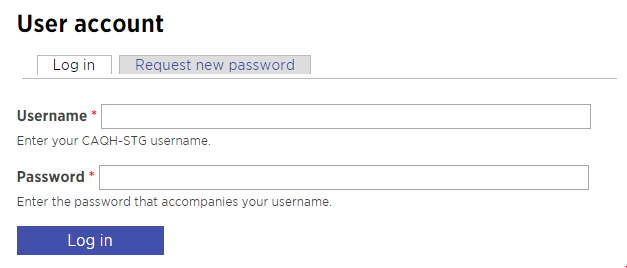 User account
Log in
Request new password
Username *
Enter your CAQH-STG username.
Password *
Enter the password that accompanies your username.
Log in